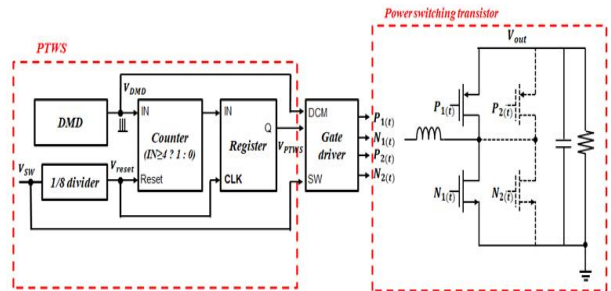 Power switching transistor
PTWS
V_out
V_DMD
DMD
IN
Counter
(IN≥4 ? 1 : 0)
Reset
IN
Q
Register
CLK
V_PTWS
V_SW
1/8 divider
V_reset
DCM
Gate driver
SW
P_1(t)
N_1(t)
P_2(t)
N_2(t)
P_1(t)
P_2(t)
N_1(t)
N_2(t)